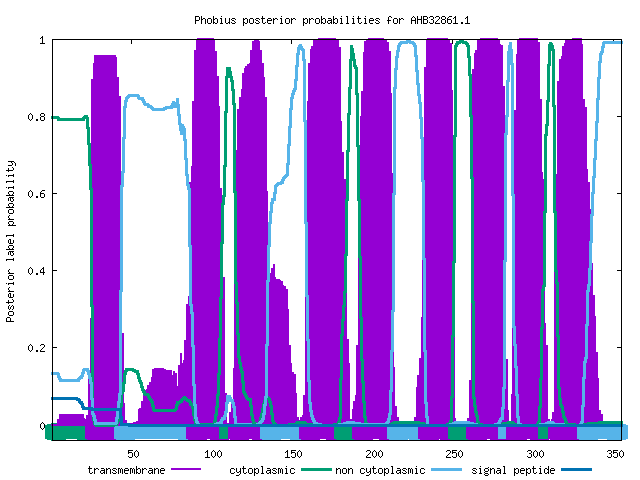 Phobius posterior probabilities for AHB32861.1
Posterior label probability
1
0.8
0.6
0.4
0.2
0
50 100 150 200 250 300 350
transmembrane cytoplasmic non cytoplasmic signal peptide